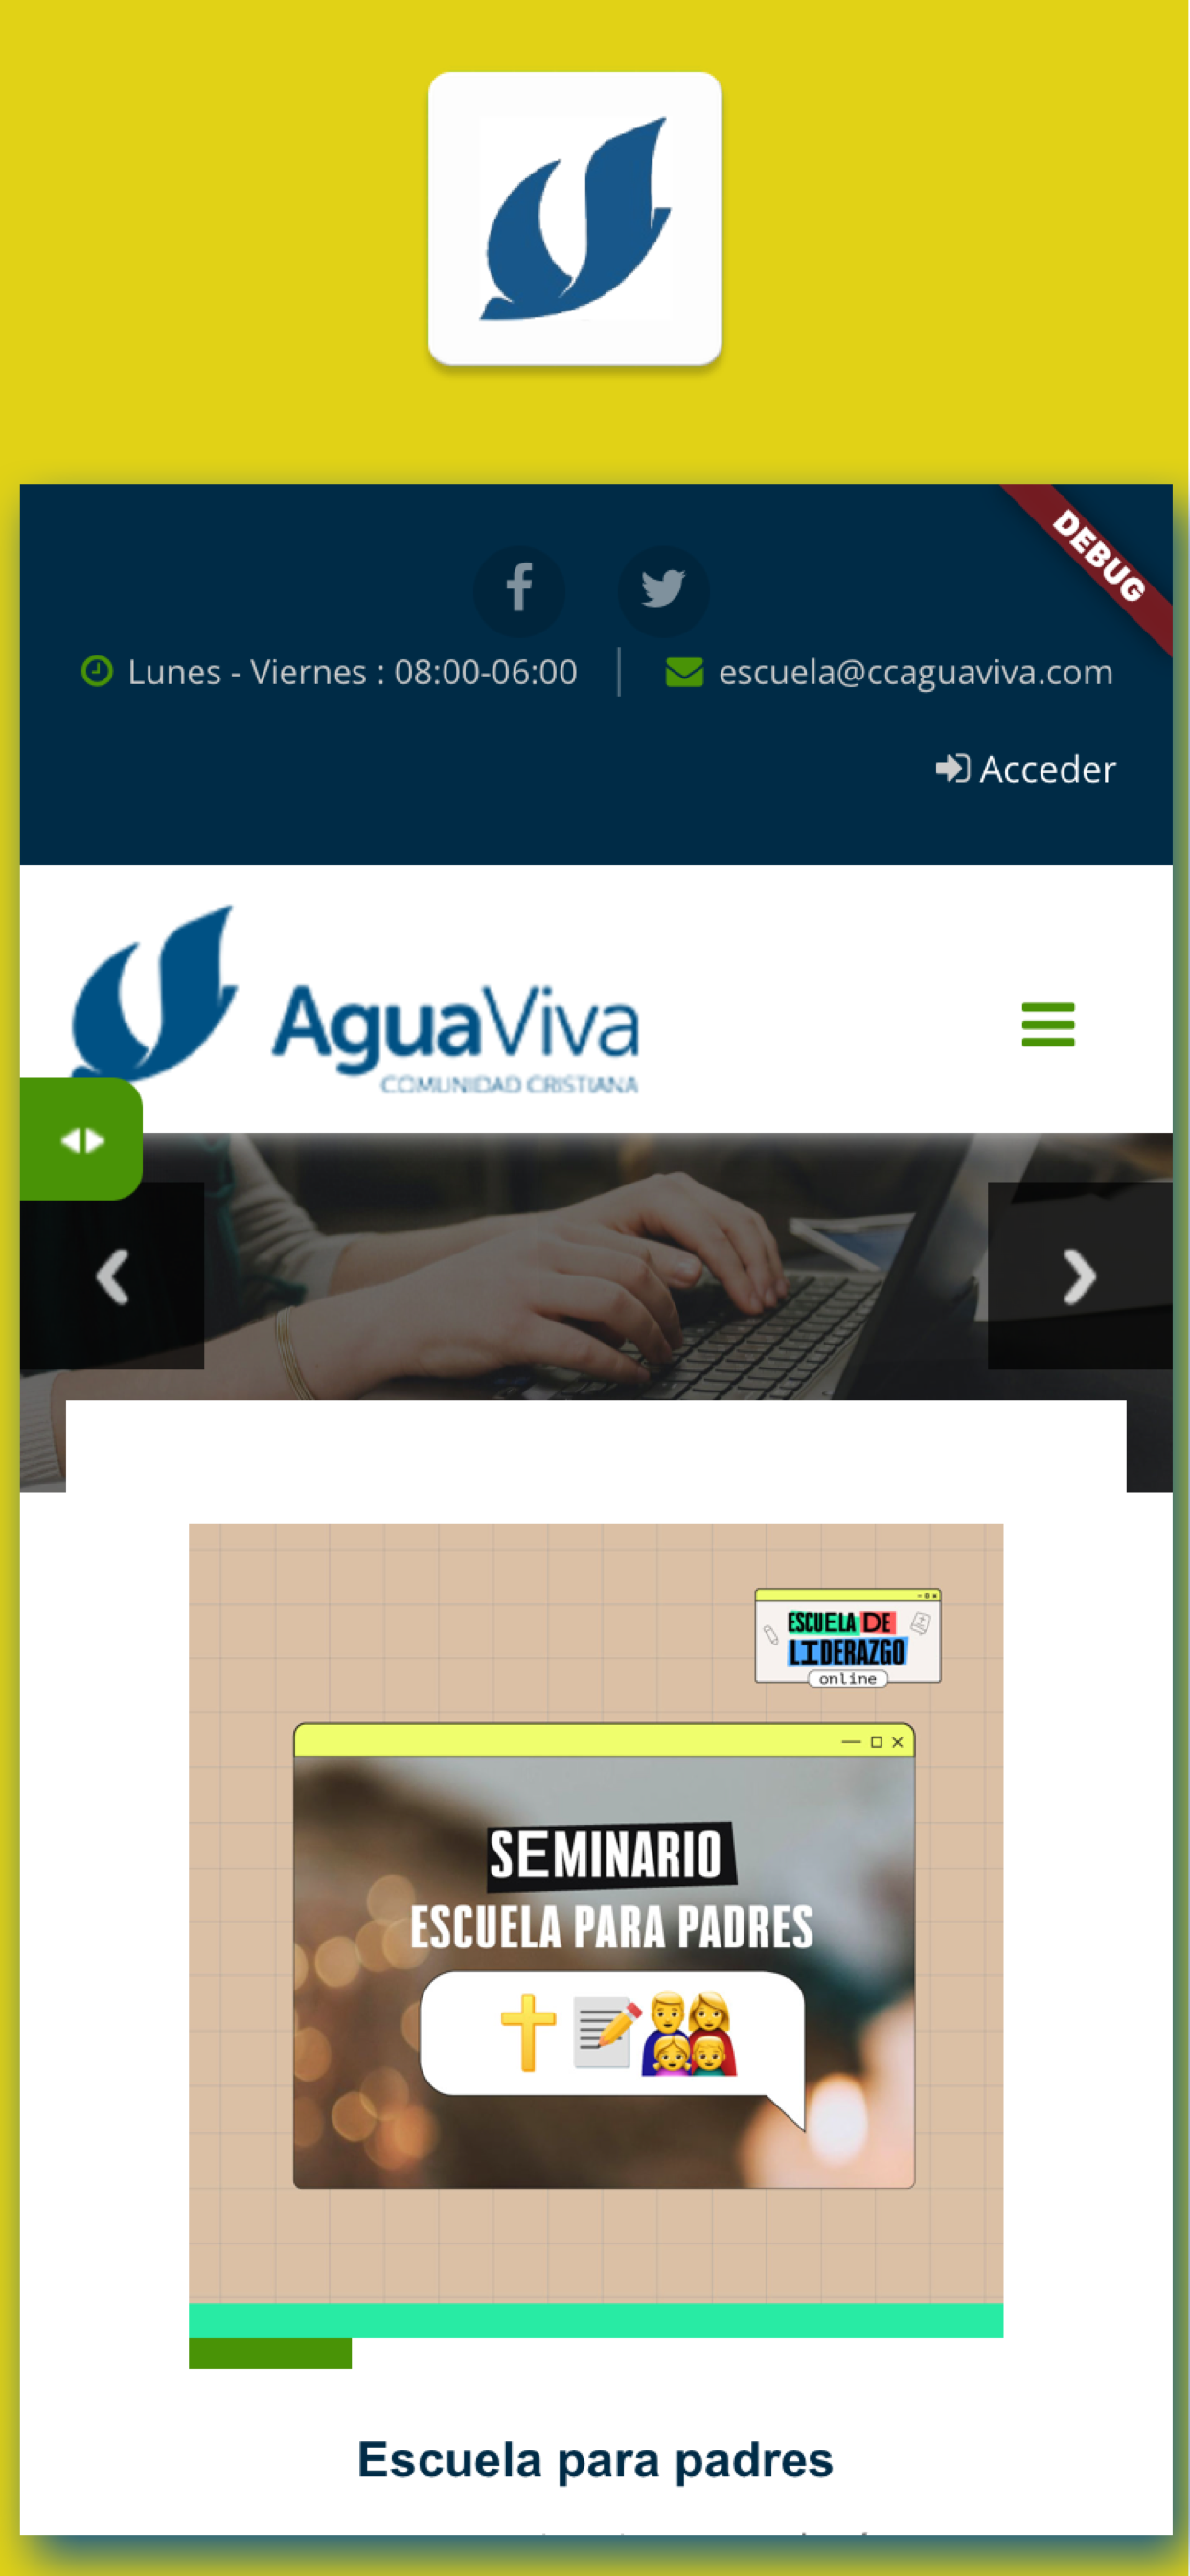 DEBUG
Lunes - Viernes : 08:00-06:00
escuela@ccaguaviva.com
Acceder
AguaViva
COMUNIDAD CRISTIANA
ESCUELA DE
LIDERAZGO
online
SEMINARIO
ESCUELA PARA PADRES
Escuela para padres